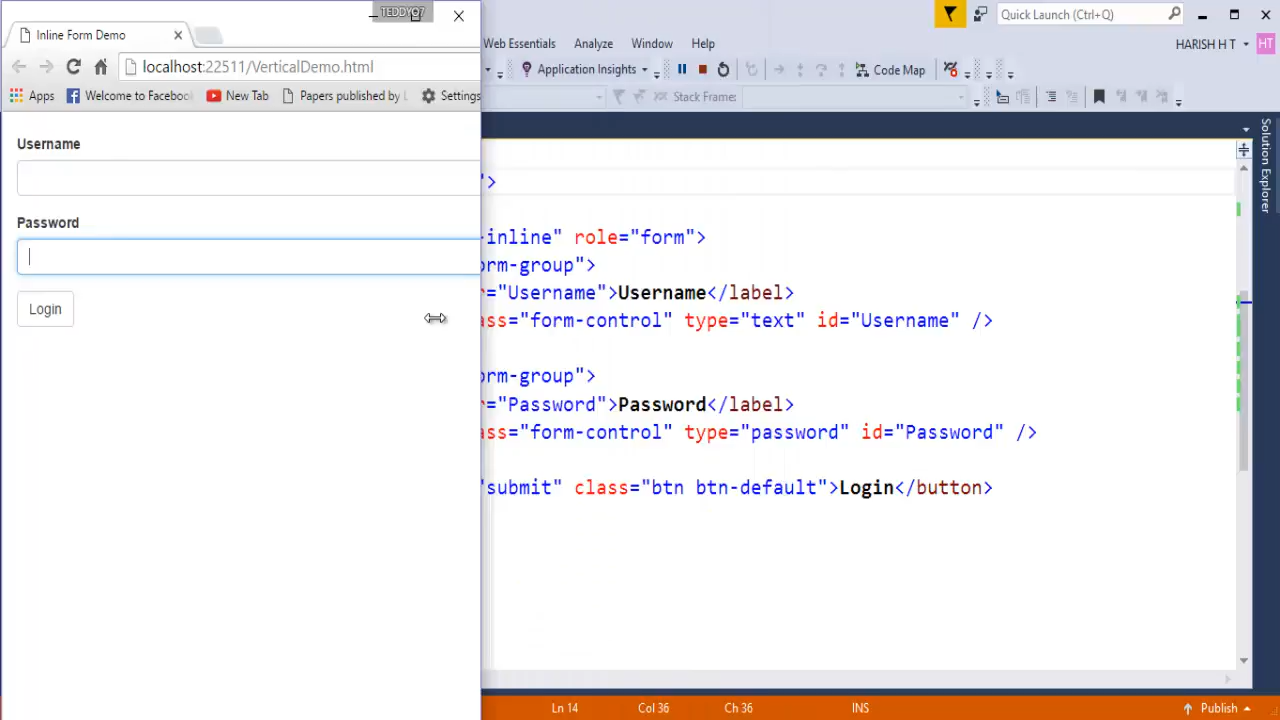 TEDDYO7
Inline Form Demo
localhost:22511/VerticalDemo.html
Apps Welcome to Facebook New Tab Papers published by Settings
Username
Password
Login
Quick Launch (Ctrl+Q)
Web Essentials Analyze Window Help
HARISH H T HT
Application Insights Code Map
Stack Frame:
Solution Explorer
">
-inline" role="form">
orm-group">
r="Username">Username</label>
ass="form-control" type="text" id="Username" />
orm-group">
r="Password">Password</label>
ass="form-control" type="password" id="Password" />
"submit" class="btn btn-default">Login</button>
Ln 14 Col 36 Ch 36 INS Publish